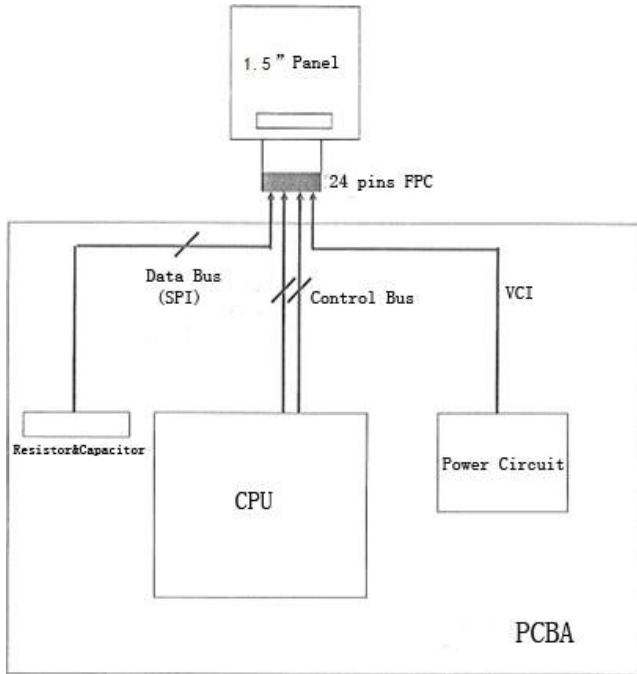 1.5” Panel
24 pins FPC
Data Bus
(SPI)
Control Bus
VCI
Resistor&Capacitor
CPU
Power Circuit
PCBA